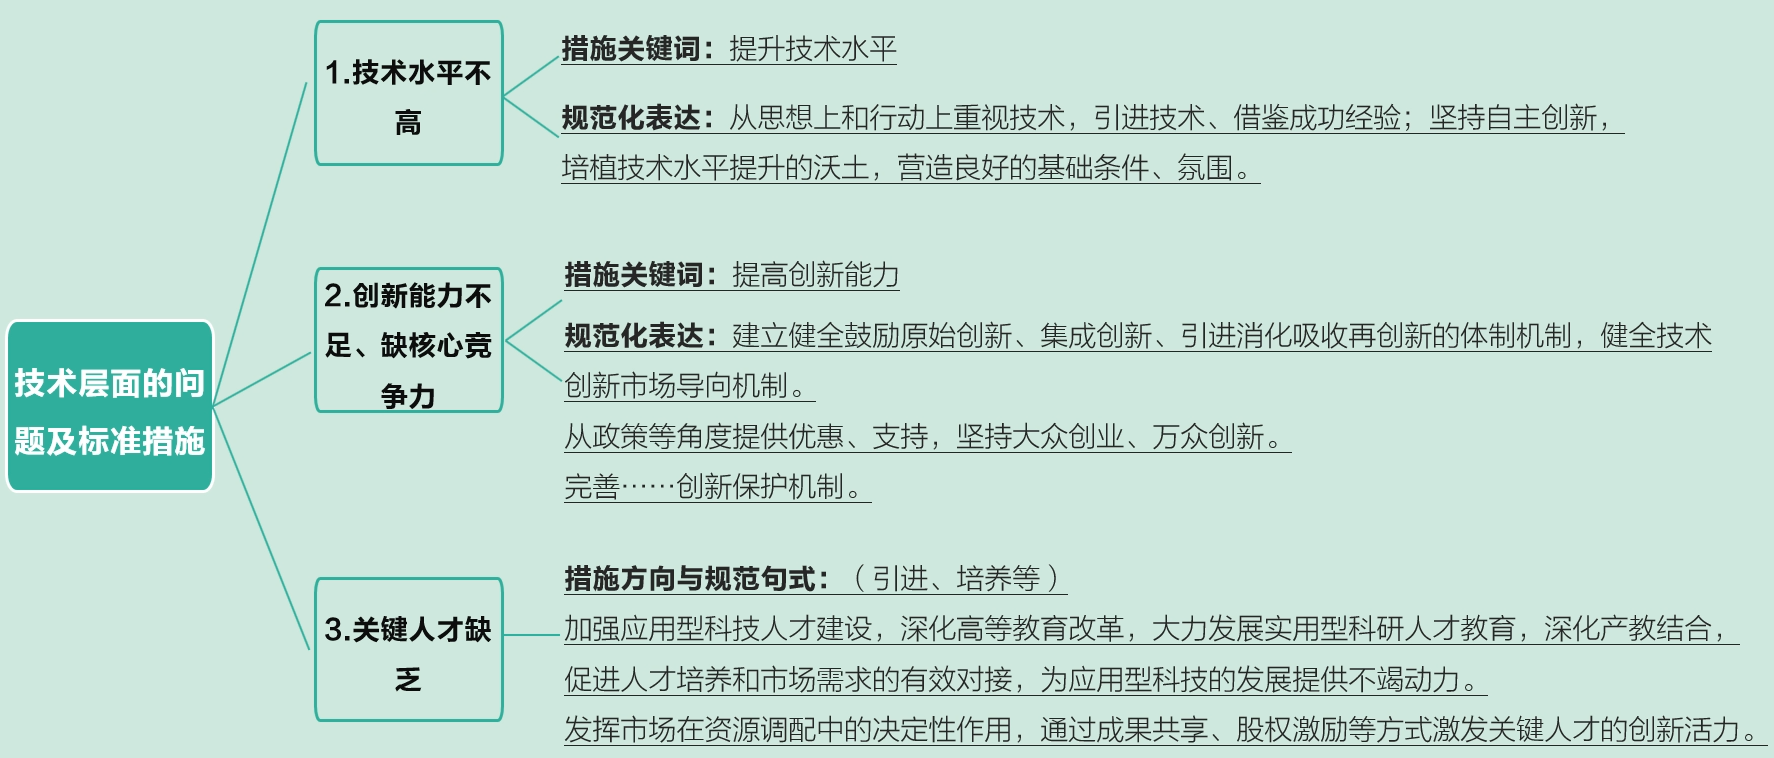 技术层面的问
题及标准措施
1.技术水平不
高
措施关键词：提升技术水平
规范化表达：从思想上和行动上重视技术，引进技术、借鉴成功经验；坚持自主创新，
培植技术水平提升的沃土，营造良好的基础条件、氛围。
2.创新能力不
足、缺核心竞
争力
措施关键词：提高创新能力
规范化表达：建立健全鼓励原始创新、集成创新、引进消化吸收再创新的体制机制，健全技术
创新市场导向机制。
从政策等角度提供优惠、支持，坚持大众创业、万众创新。
完善……创新保护机制。
3.关键人才缺
乏
措施方向与规范句式：（引进、培养等）
加强应用型科技人才建设，深化高等教育改革，大力发展实用型科研人才教育，深化产教结合，
促进人才培养和市场需求的有效对接，为应用型科技的发展提供不竭动力。
发挥市场在资源调配中的决定性作用，通过成果共享、股权激励等方式激发关键人才的创新活力。